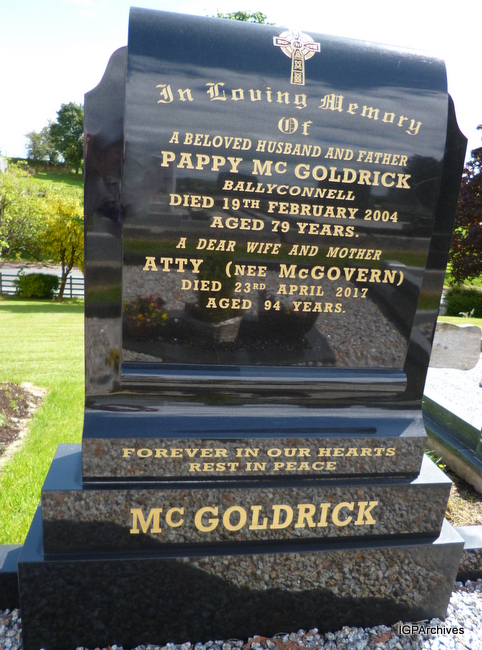 In Loving Memory
Of
A BELOVED HUSBAND AND FATHER
PAPPY Mc GOLDRICK
BALLYCONNELL
DIED 19TH FEBRUARY 2004
AGED 79 YEARS.
A DEAR WIFE AND MOTHER
ATTY (NEE McGOVERN)
DIED 23RD APRIL 2017
AGED 94 YEARS.
FOREVER IN OUR HEARTS
REST IN PEACE
Mc GOLDRICK
IGPArchives